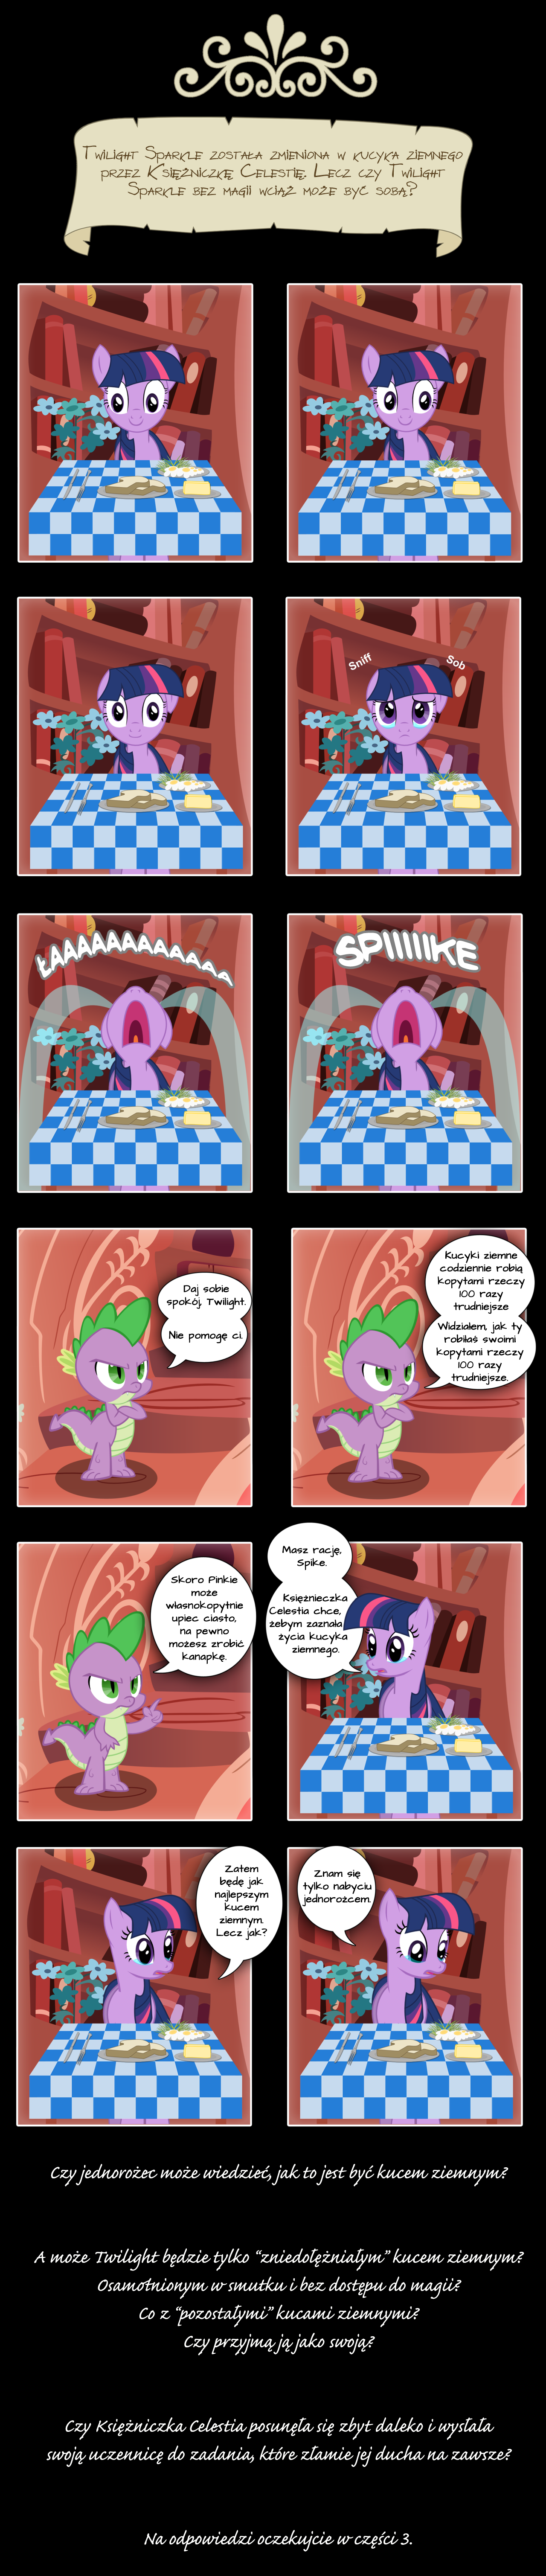 Twilight Sparkle została zmieniona w kucyka ziemnego
przez Księżniczkę Celestię. Lecz czy Twilight
Sparkle bez magii wciąż może być sobą?
Sniff
Sob
ŁAAAAAAAAAAAAA
SPIIIIIKE
Daj sobie
spokój, Twilight.
Nie pomogę ci.
Kucyki ziemne
codziennie robią
kopytami rzeczy
100 razy
trudniejsze
Widziałem, jak ty
robiłaś swoimi
kopytami rzeczy
100 razy
trudniejsze.
Skoro Pinkie
może
własnokopytnie
upiec ciasto,
na pewno
możesz zrobić
kanapkę.
Masz rację,
Spike.
Księżnieczka
Celestia chce,
żebym zaznała
życia kucyka
ziemnego.
Zatem
będę jak
najlepszym
kucem
ziemnym.
Lecz jak?
Znam się
tylko nabyciu
jednorożcem.
Czy jednorożec może wiedzieć, jak to jest być kucem ziemnym?
A może Twilight będzie tylko “zniedołężniałym” kucem ziemnym?
Osamotnionym w smutku i bez dostępu do magii?
Co z “pozostałymi” kucami ziemnymi?
Czy przyjmą ją jako swoją?
Czy Księżniczka Celestia posunęła się zbyt daleko i wysłała
swoją uczennicę do zadania, które złamie jej ducha na zawsze?
Na odpowiedzi oczekujcie w części 3.